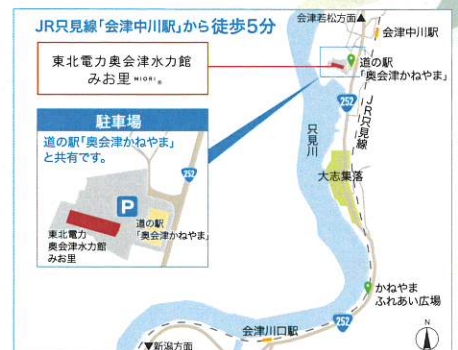 JR只見線「会津中川駅」から徒歩5分
会津若松方面▲
会津中川駅
東北電力奥会津水力館
みお里 MIORI
道の駅
「奥会津かねやま」
252
JR只見線
只見川
駐車場
道の駅「奥会津かねやま」
と共有です。
252
P
道の駅
「奥会津かねやま」
東北電力
奥会津水力館
みお里
大志集落
かねやま
ふれあい広場
会津川口駅
252
▼新潟方面
N